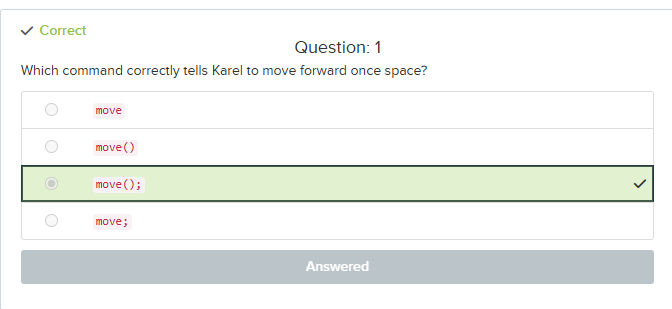 Correct
Question: 1
Which command correctly tells Karel to move forward once space?
move
move()
move();
move;
Answered